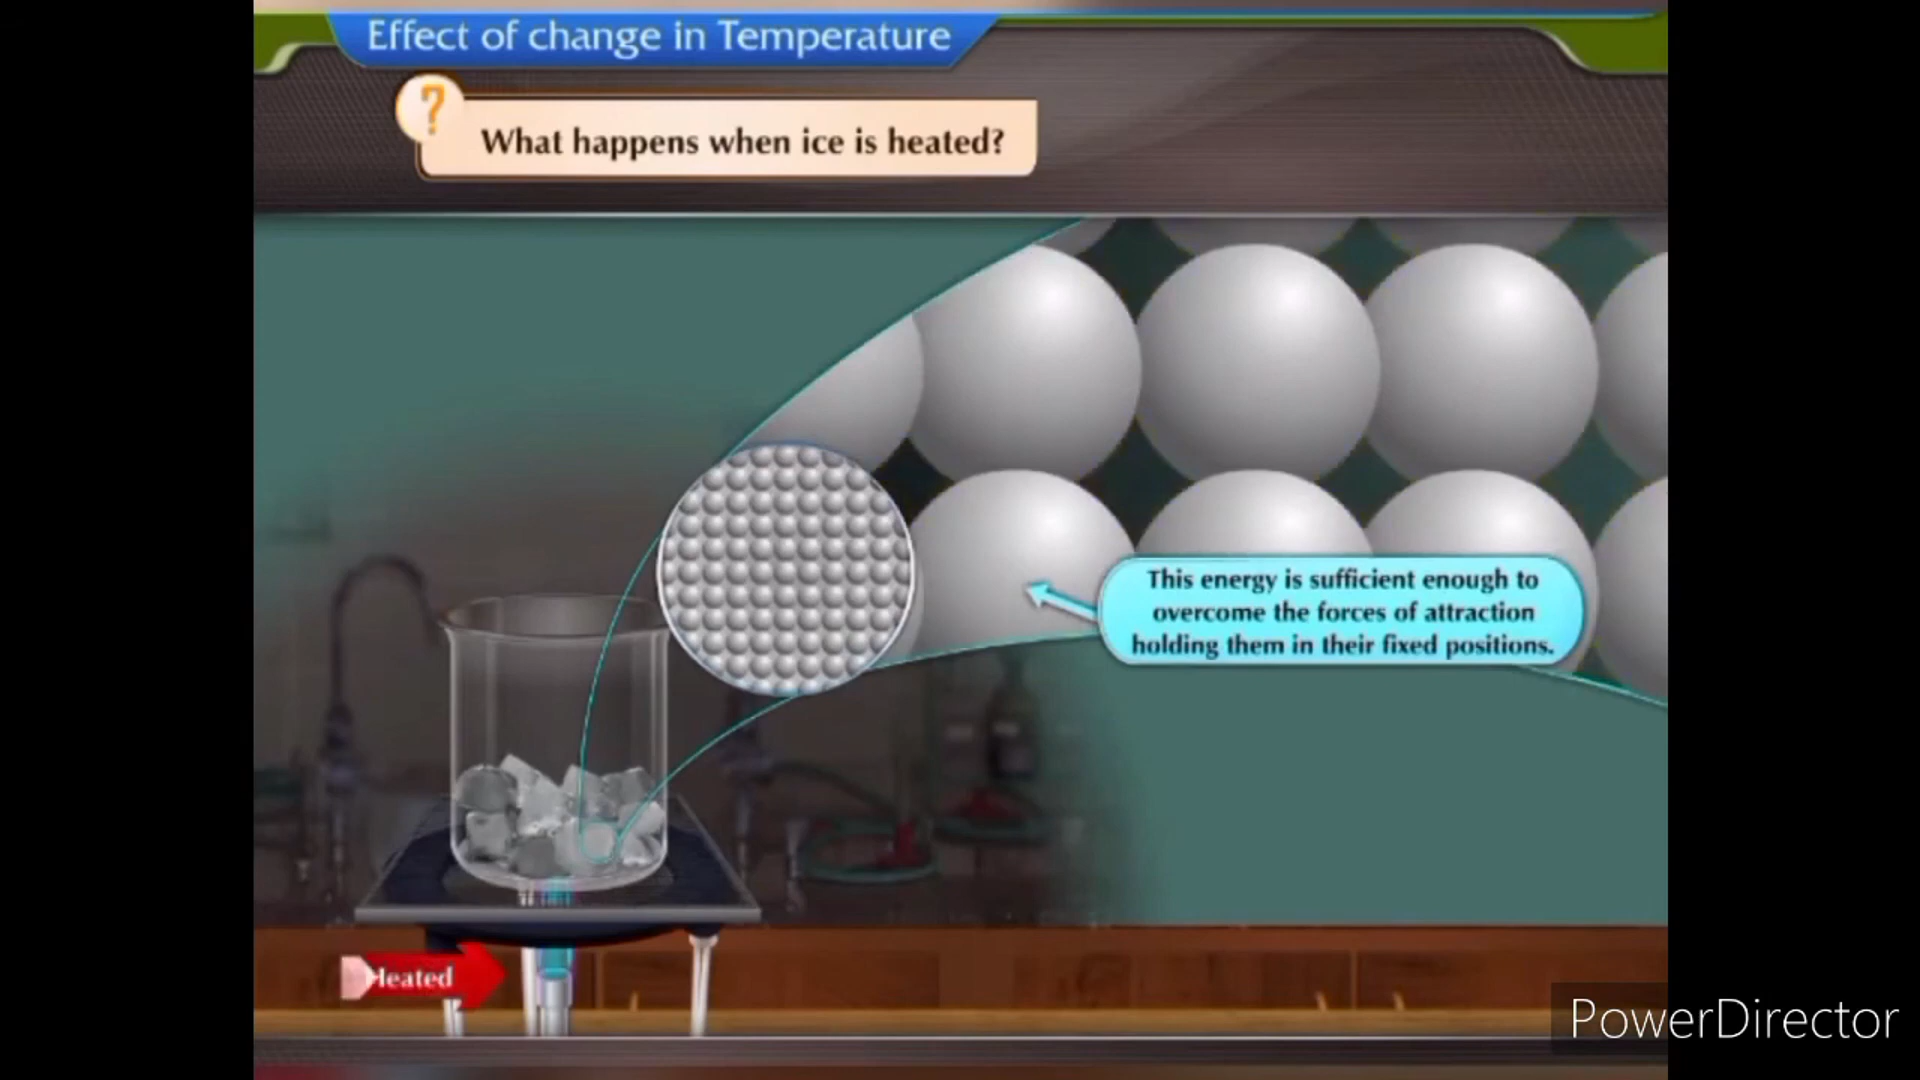 Effect of change in Temperature
?
What happens when ice is heated?
This energy is sufficient enough to
overcome the forces of attraction
holding them in their fixed positions.
Heated
PowerDirector